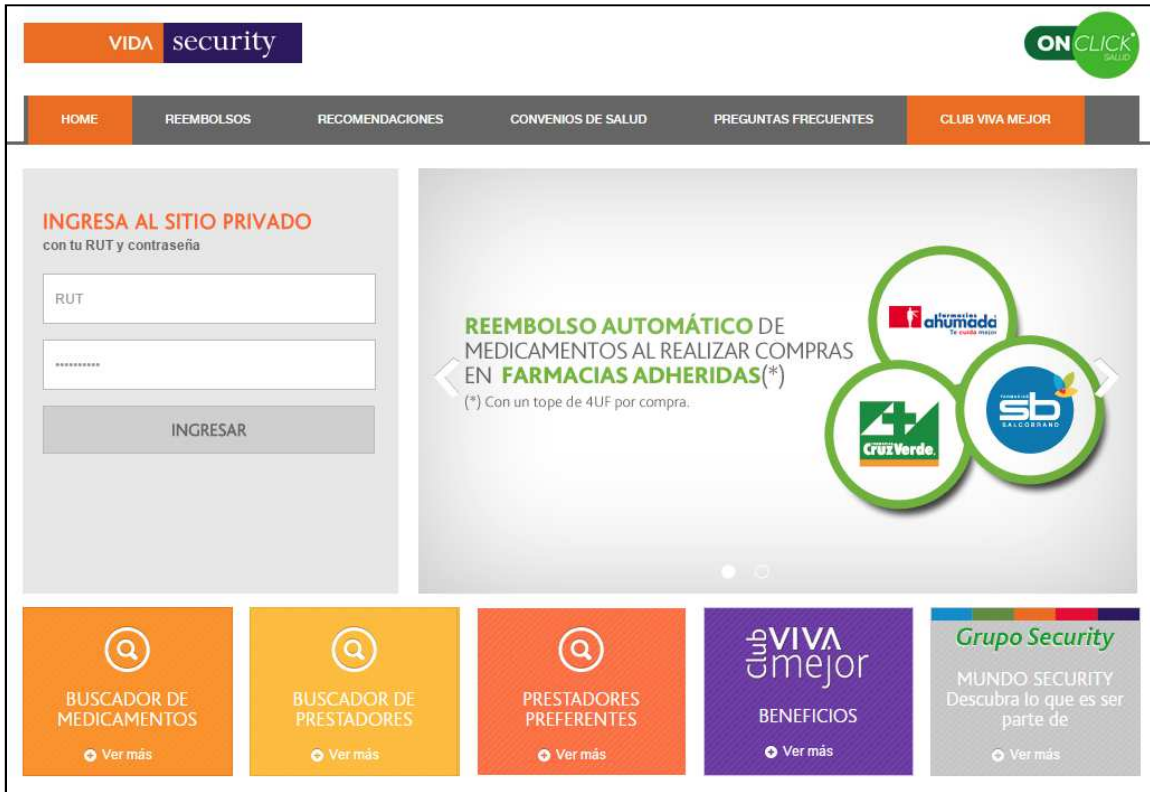 VIDA security
ON CLICK
SALUD
HOME REEMBOLSOS RECOMENDACIONES CONVENIOS DE SALUD PREGUNTAS FRECUENTES CLUB VIVA MEJOR
INGRESA AL SITIO PRIVADO
con tu RUT y contraseña
RUT
INGRESAR
REEMBOLSO AUTOMÁTICO DE
MEDICAMENTOS AL REALIZAR COMPRAS
EN FARMACIAS ADHERIDAS(*)
(*) Con un tope de 4UF por compra.
farmacias
ahumada
Te cuida mejor
CruzVerde.
FARMACIAS
sb
SALCOBRAND
BUSCADOR DE
MEDICAMENTOS
Ver más
BUSCADOR DE
PRESTADORES
Ver más
PRESTADORES
PREFERENTES
Ver más
club VIVA
mejor
BENEFICIOS
Ver más
Grupo Security
MUNDO SECURITY
Descubra lo que es ser
parte de
Ver más